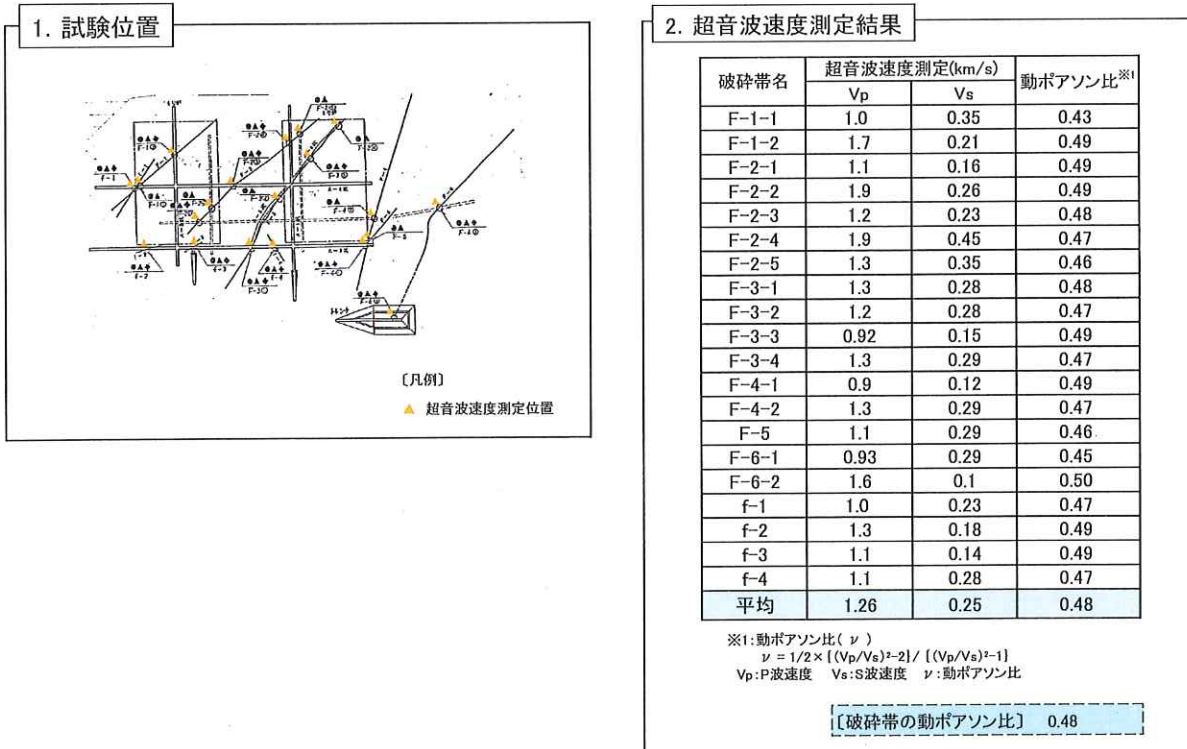 1. 試験位置
〔凡例〕
▲ 超音波速度測定位置
トレンチ
2. 超音波速度測定結果
破砕帯名 超音波速度測定(km/s) 動ポアソン比※1
Vp Vs
F-1-1 1.0 0.35 0.43
F-1-2 1.7 0.21 0.49
F-2-1 1.1 0.16 0.49
F-2-2 1.9 0.26 0.49
F-2-3 1.2 0.23 0.48
F-2-4 1.9 0.45 0.47
F-2-5 1.3 0.35 0.46
F-3-1 1.3 0.28 0.48
F-3-2 1.2 0.28 0.47
F-3-3 0.92 0.15 0.49
F-3-4 1.3 0.29 0.47
F-4-1 0.9 0.12 0.49
F-4-2 1.3 0.29 0.47
F-5 1.1 0.29 0.46
F-6-1 0.93 0.29 0.45
F-6-2 1.6 0.1 0.50
f-1 1.0 0.23 0.47
f-2 1.3 0.18 0.49
f-3 1.1 0.14 0.49
f-4 1.1 0.28 0.47
平均 1.26 0.25 0.48
※1:動ポアソン比( ν )
ν = 1/2×{(Vp/Vs)²-2}/{(Vp/Vs)²-1}
Vp:P波速度 Vs:S波速度 ν:動ポアソン比
〔破砕帯の動ポアソン比〕 0.48